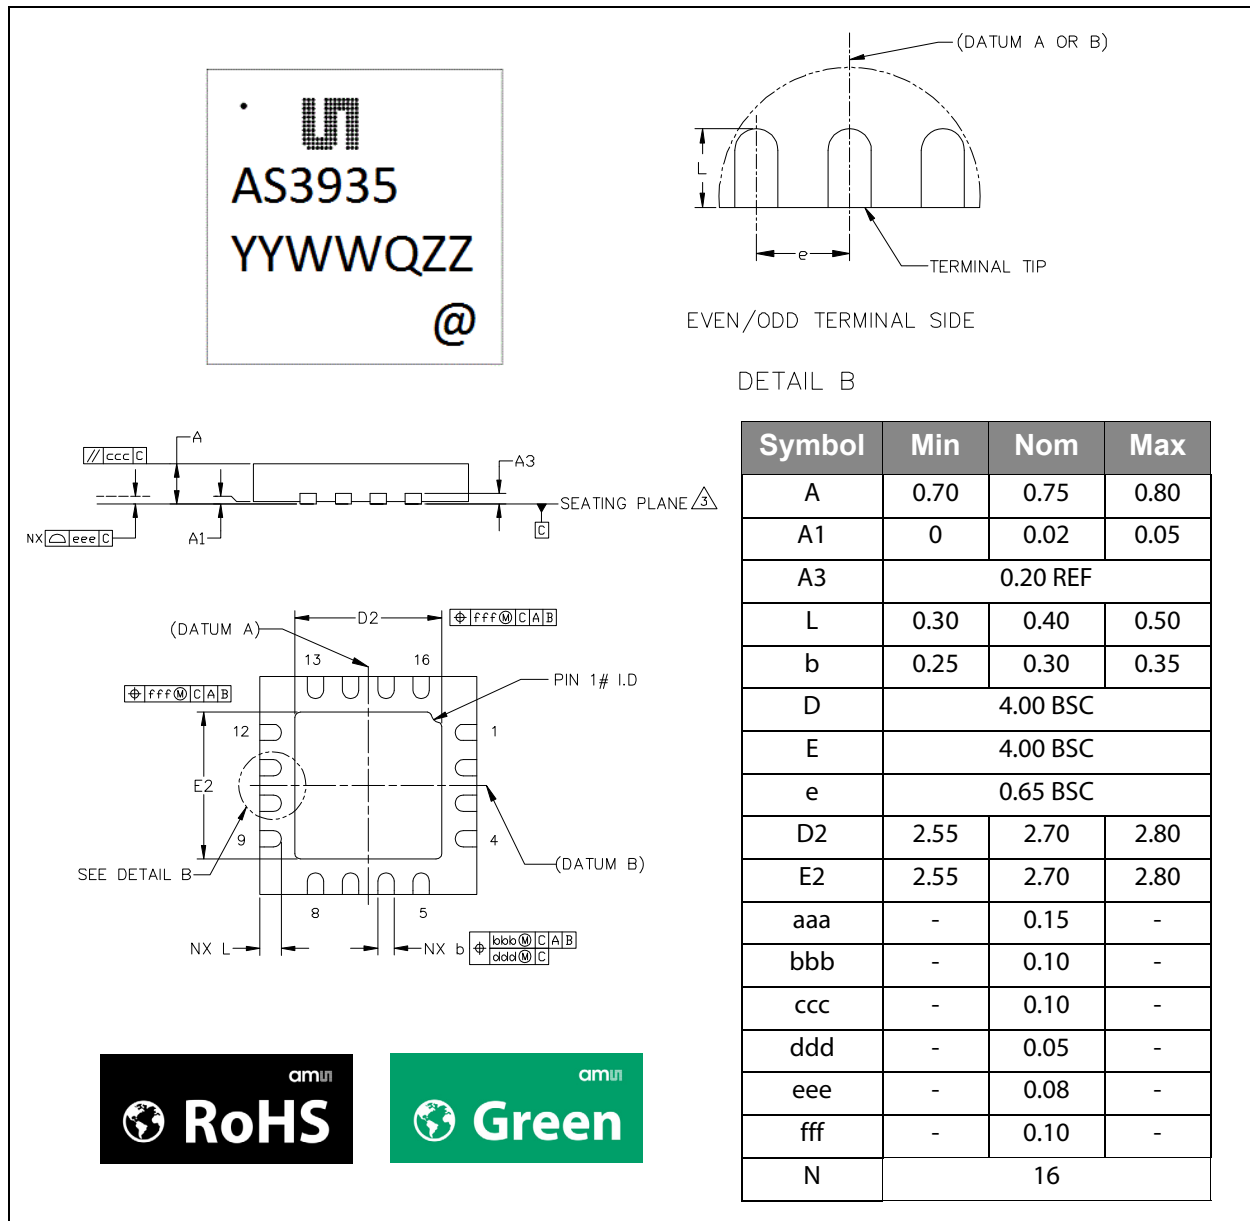 AS3935
YYWWQZZ
@
(DATUM A OR B)
L
e
TERMINAL TIP
EVEN/ODD TERMINAL SIDE
DETAIL B
// ccc C
A
A3
SEATING PLANE 3
C
NX ⌓ eee C
A1
D2
⌖ fff Ⓜ C A B
(DATUM A)
13 16
PIN 1# I.D
⌖ fff Ⓜ C A B
12 1
E2
9 4
SEE DETAIL B
(DATUM B)
8 5
NX L
NX b ⌖ bbb Ⓜ C A B
ddd Ⓜ C
am
RoHS
am
Green
Symbol Min Nom Max
A 0.70 0.75 0.80
A1 0 0.02 0.05
A3 0.20 REF
L 0.30 0.40 0.50
b 0.25 0.30 0.35
D 4.00 BSC
E 4.00 BSC
e 0.65 BSC
D2 2.55 2.70 2.80
E2 2.55 2.70 2.80
aaa - 0.15 -
bbb - 0.10 -
ccc - 0.10 -
ddd - 0.05 -
eee - 0.08 -
fff - 0.10 -
N 16